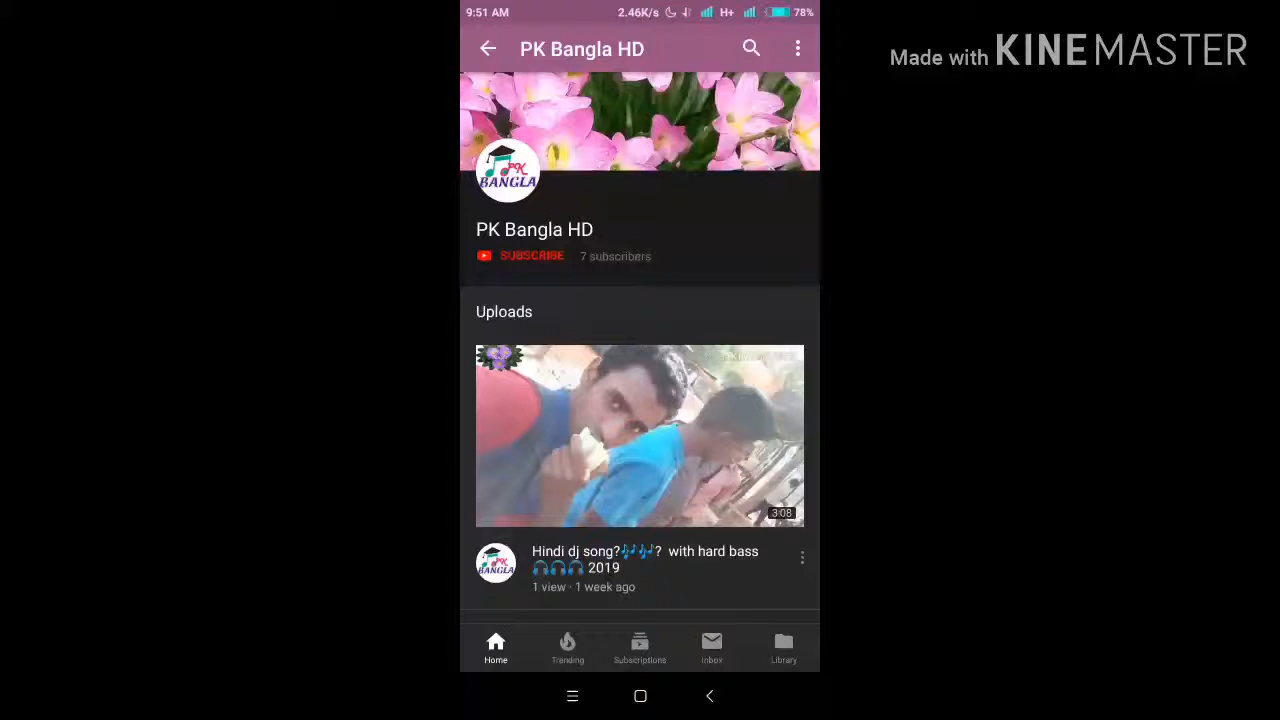 9:51 AM 2.46K/s H+ 78%
Made with KINEMASTER
PK Bangla HD
PK
BANGLA
PK Bangla HD
SUBSCRIBE 7 subscribers
Uploads
3:08
PK
BANGLA
Hindi dj song?🎶🎶? with hard bass
🎧🎧🎧 2019
1 view · 1 week ago
Home Trending Subscriptions Inbox Library